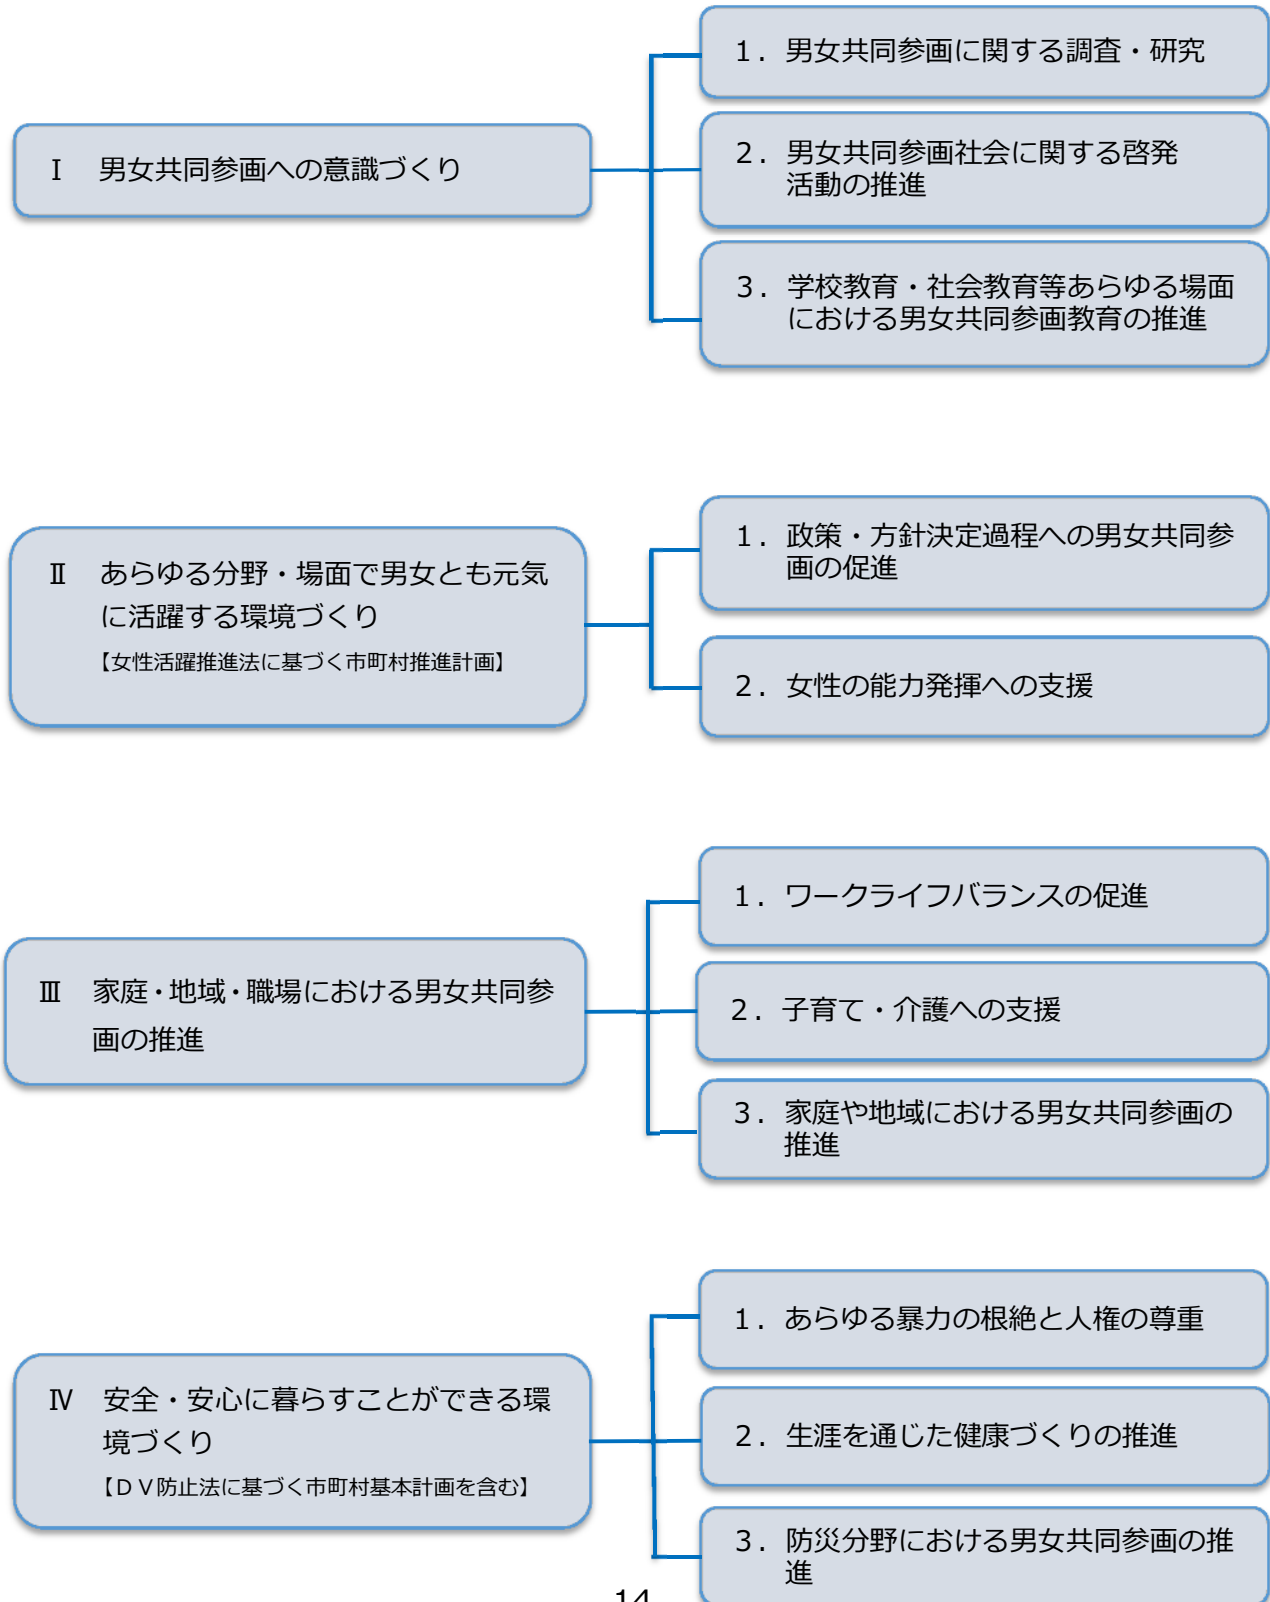 Ⅰ 男女共同参画への意識づくり
1. 男女共同参画に関する調査・研究
2. 男女共同参画社会に関する啓発
活動の推進
3. 学校教育・社会教育等あらゆる場面
における男女共同参画教育の推進
Ⅱ あらゆる分野・場面で男女とも元気
に活躍する環境づくり
【女性活躍推進法に基づく市町村推進計画】
1. 政策・方針決定過程への男女共同参
画の促進
2. 女性の能力発揮への支援
Ⅲ 家庭・地域・職場における男女共同参
画の推進
1. ワークライフバランスの促進
2. 子育て・介護への支援
3. 家庭や地域における男女共同参画の
推進
Ⅳ 安全・安心に暮らすことができる環
境づくり
【ＤＶ防止法に基づく市町村基本計画を含む】
1. あらゆる暴力の根絶と人権の尊重
2. 生涯を通じた健康づくりの推進
3. 防災分野における男女共同参画の推
進
14